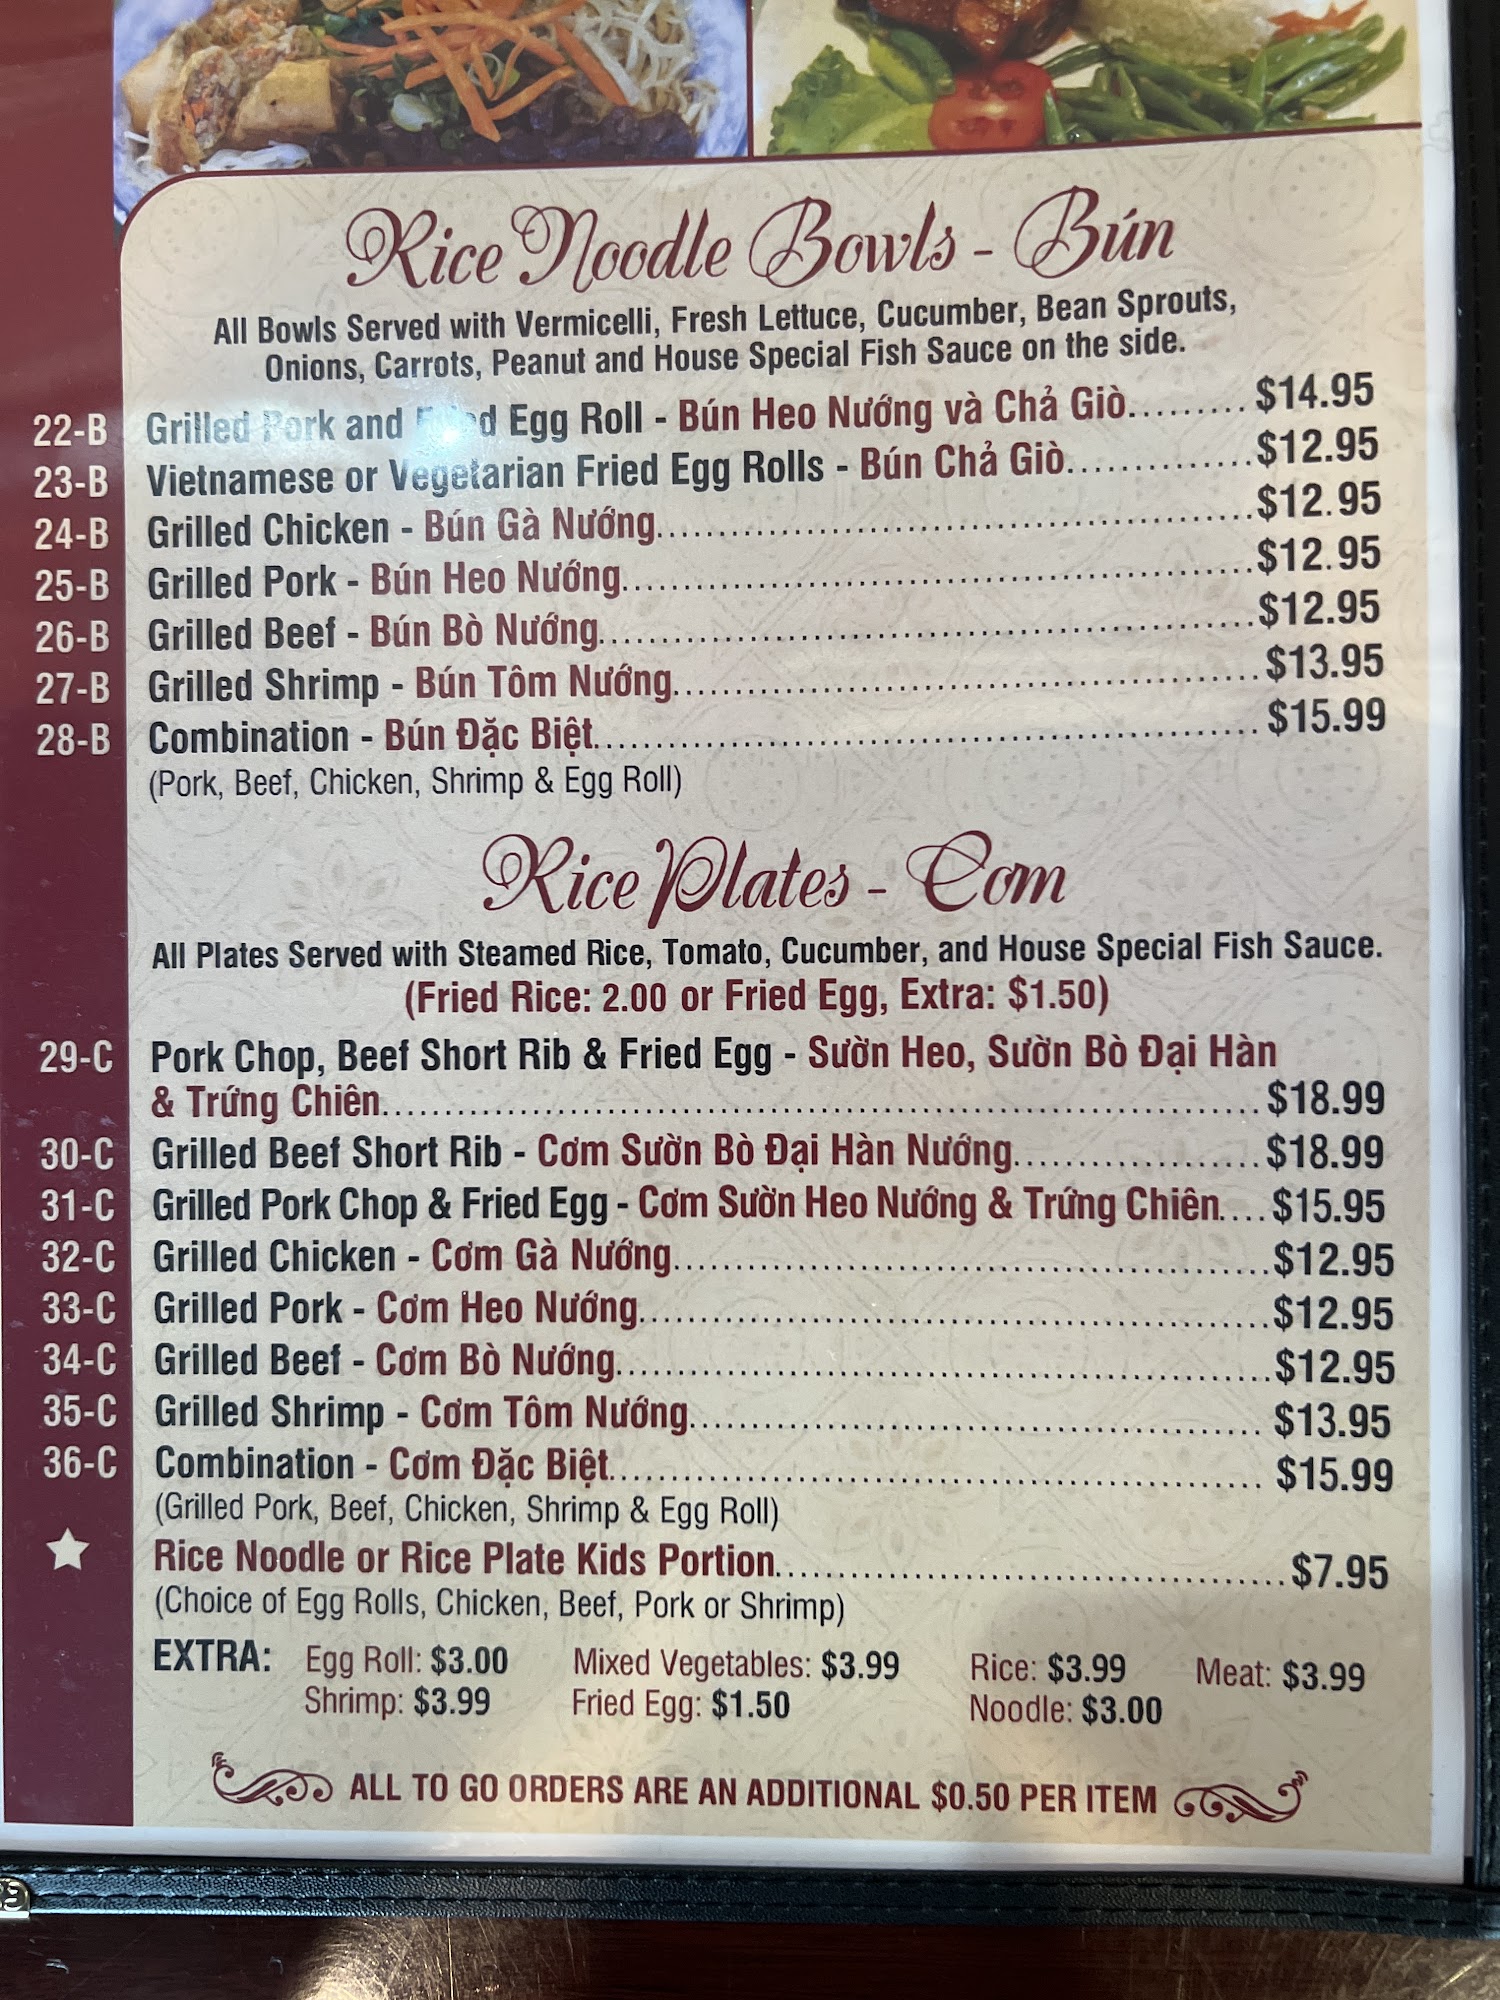 Rice Noodle Bowls - Bún
All Bowls Served with Vermicelli, Fresh Lettuce, Cucumber, Bean Sprouts,
Onions, Carrots, Peanut and House Special Fish Sauce on the side.
22-B Grilled Pork and Fried Egg Roll - Bún Heo Nướng và Chả Giò......... $14.95
23-B Vietnamese or Vegetarian Fried Egg Rolls - Bún Chả Giò.............. $12.95
24-B Grilled Chicken - Bún Gà Nướng............................................... $12.95
25-B Grilled Pork - Bún Heo Nướng.................................................. $12.95
26-B Grilled Beef - Bún Bò Nướng.................................................... $12.95
27-B Grilled Shrimp - Bún Tôm Nướng.............................................. $13.95
28-B Combination - Bún Đặc Biệt..................................................... $15.99
(Pork, Beef, Chicken, Shrimp & Egg Roll)
Rice Plates - Cơm
All Plates Served with Steamed Rice, Tomato, Cucumber, and House Special Fish Sauce.
(Fried Rice: 2.00 or Fried Egg, Extra: $1.50)
29-C Pork Chop, Beef Short Rib & Fried Egg - Sườn Heo, Sườn Bò Đại Hàn
& Trứng Chiên...................................................................... $18.99
30-C Grilled Beef Short Rib - Cơm Sườn Bò Đại Hàn Nướng.................... $18.99
31-C Grilled Pork Chop & Fried Egg - Cơm Sườn Heo Nướng & Trứng Chiên.... $15.95
32-C Grilled Chicken - Cơm Gà Nướng............................................... $12.95
33-C Grilled Pork - Cơm Heo Nướng.................................................. $12.95
34-C Grilled Beef - Cơm Bò Nướng.................................................... $12.95
35-C Grilled Shrimp - Cơm Tôm Nướng.............................................. $13.95
36-C Combination - Cơm Đặc Biệt.................................................... $15.99
(Grilled Pork, Beef, Chicken, Shrimp & Egg Roll)
Rice Noodle or Rice Plate Kids Portion........................................ $7.95
(Choice of Egg Rolls, Chicken, Beef, Pork or Shrimp)
EXTRA: Egg Roll: $3.00 Mixed Vegetables: $3.99 Rice: $3.99 Meat: $3.99
Shrimp: $3.99 Fried Egg: $1.50 Noodle: $3.00
ALL TO GO ORDERS ARE AN ADDITIONAL $0.50 PER ITEM